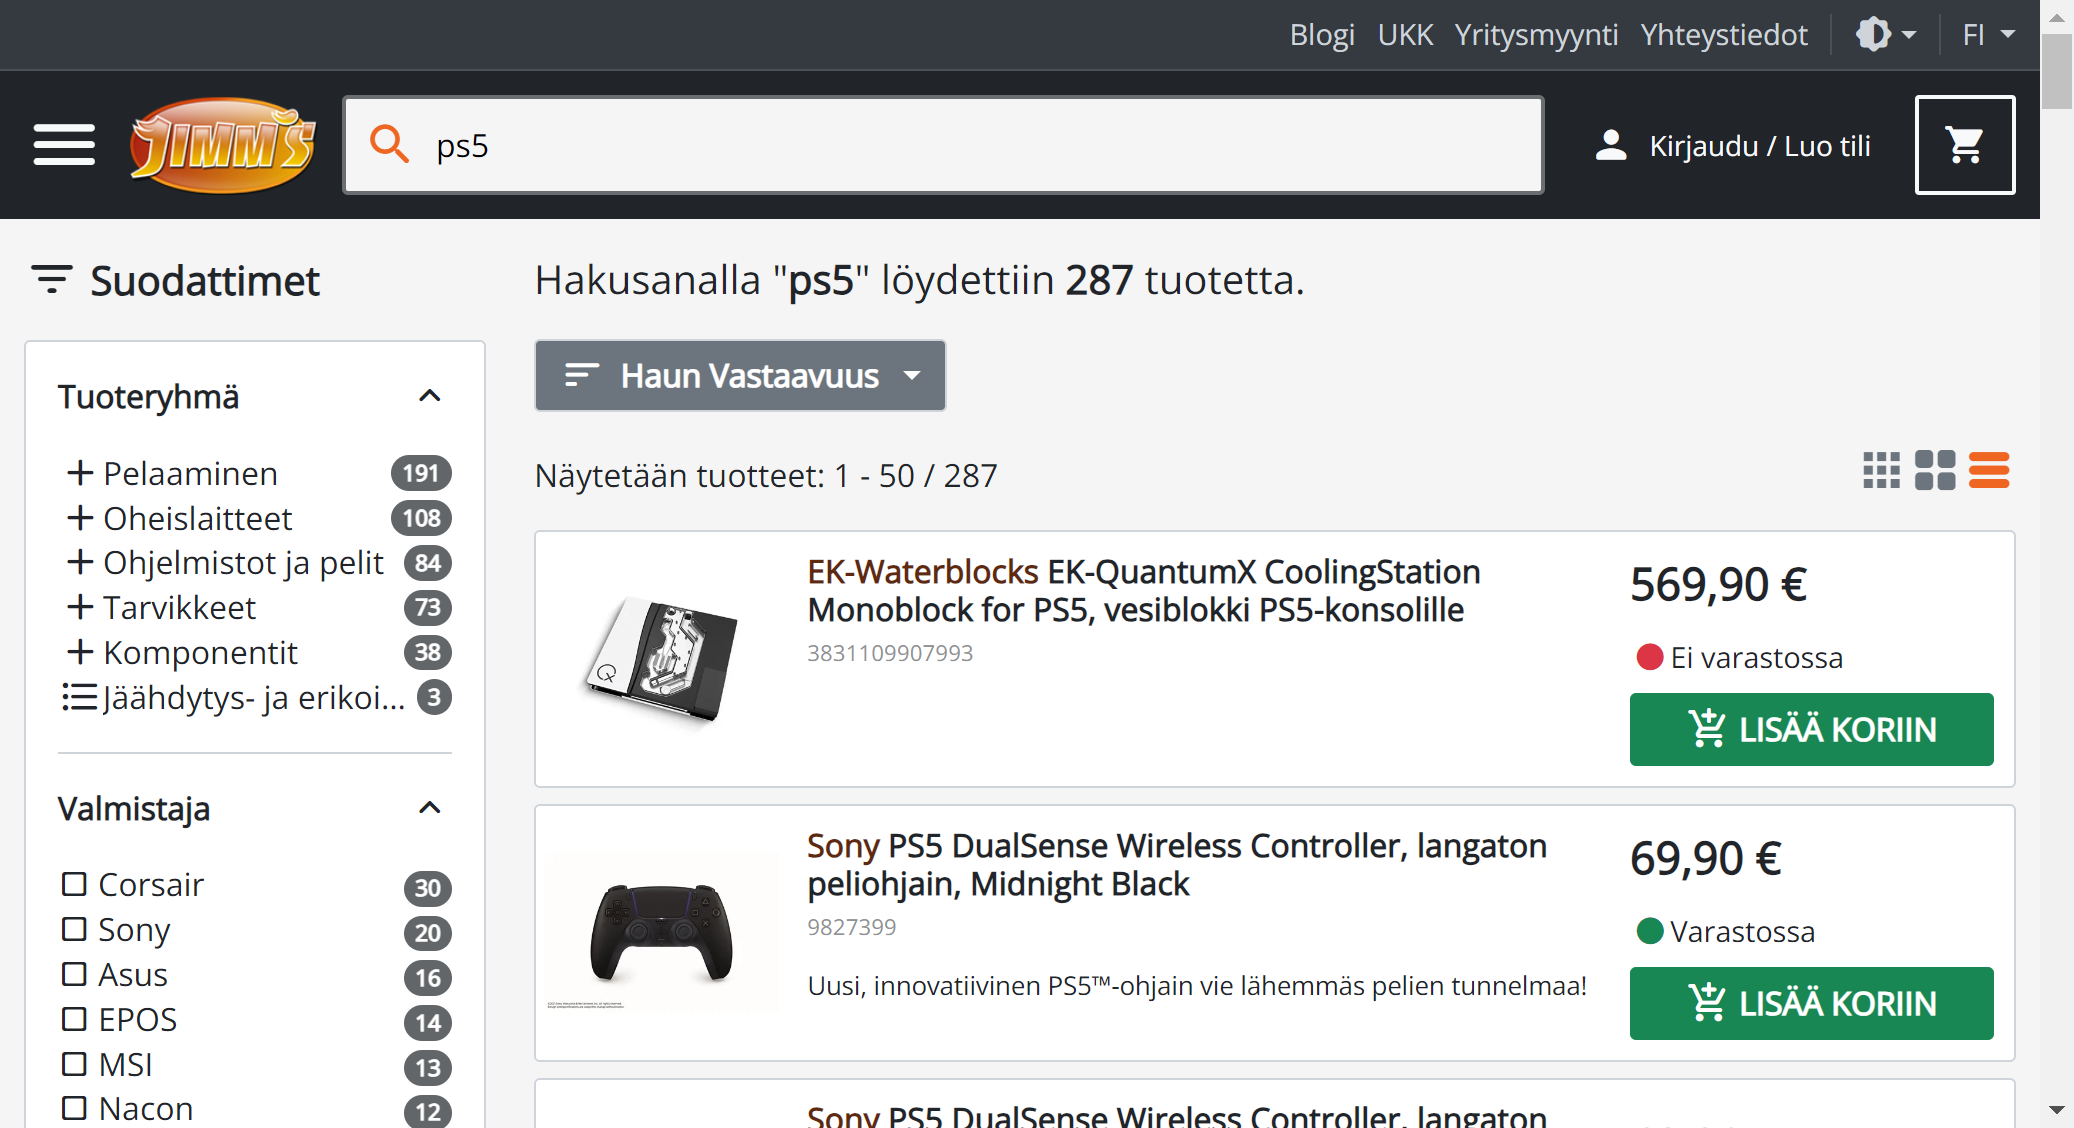 Blogi UKK Yritysmyynti Yhteystiedot FI
JIMM'S
ps5
Kirjaudu / Luo tili
Suodattimet
Hakusanalla "ps5" löydettiin 287 tuotetta.
Haun Vastaavuus
Näytetään tuotteet: 1 - 50 / 287
Tuoteryhmä
Pelaaminen 191
Oheislaitteet 108
Ohjelmistot ja pelit 84
Tarvikkeet 73
Komponentit 38
Jäähdytys- ja erikoi... 3
Valmistaja
Corsair 30
Sony 20
Asus 16
EPOS 14
MSI 13
Nacon 12
EK-Waterblocks EK-QuantumX CoolingStation
Monoblock for PS5, vesiblokki PS5-konsolille
3831109907993
569,90 €
Ei varastossa
LISÄÄ KORIIN
Sony PS5 DualSense Wireless Controller, langaton
peliohjain, Midnight Black
9827399
Uusi, innovatiivinen PS5™-ohjain vie lähemmäs pelien tunnelmaa!
69,90 €
Varastossa
LISÄÄ KORIIN
Sony PS5 DualSense Wireless Controller, langaton